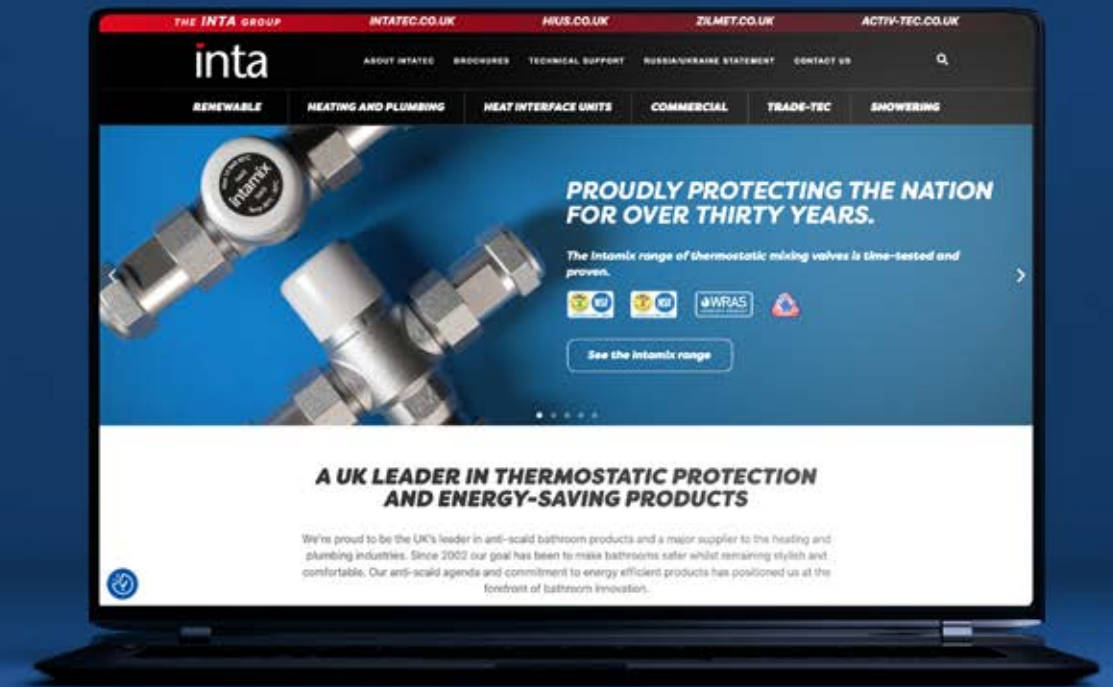 THE INTA GROUP INTATEC.CO.UK HIUS.CO.UK ZILMET.CO.UK ACTIV-TEC.CO.UK
inta
ABOUT INTATEC BROCHURES TECHNICAL SUPPORT RUSSIA/UKRAINE STATEMENT CONTACT US
RENEWABLE HEATING AND PLUMBING HEAT INTERFACE UNITS COMMERCIAL TRADE-TEC SHOWERING
intamix
PROUDLY PROTECTING THE NATION
FOR OVER THIRTY YEARS.
The Intamix range of thermostatic mixing valves is time-tested and
proven.
WRAS
See the Intamix range
A UK LEADER IN THERMOSTATIC PROTECTION
AND ENERGY-SAVING PRODUCTS
We're proud to be the UK's leader in anti-scald bathroom products and a major supplier to the heating and
plumbing industries. Since 2002 our goal has been to make bathrooms safer whilst remaining stylish and
comfortable. Our anti-scald agenda and commitment to energy efficient products has positioned us at the
forefront of bathroom innovation.